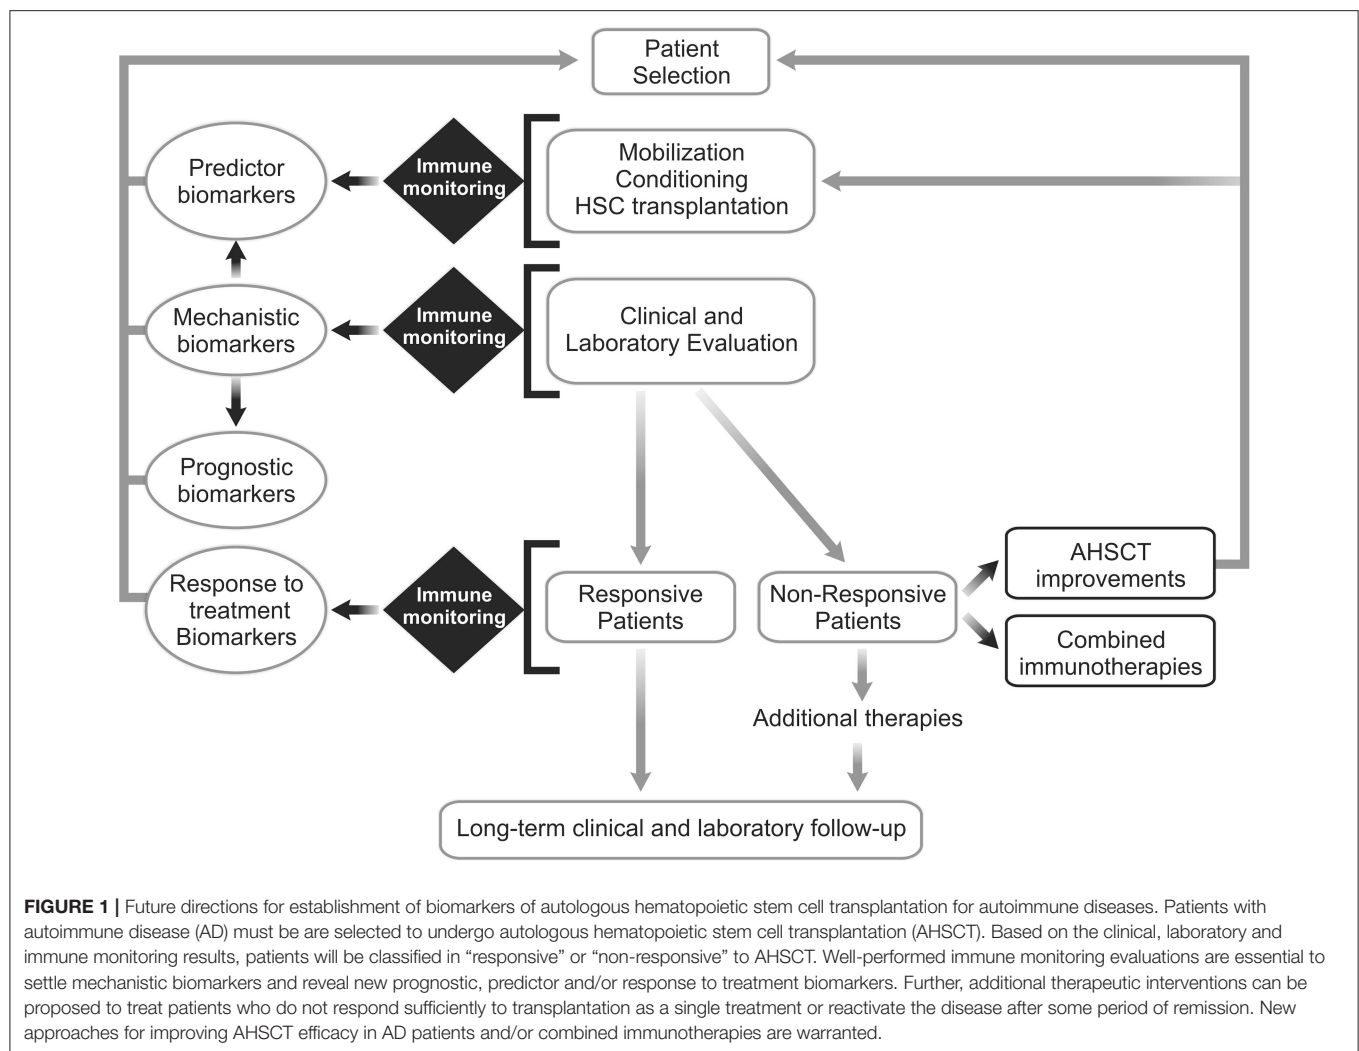 Patient
Selection
Predictor
biomarkers
Immune
monitoring
Mobilization
Conditioning
HSC transplantation
Mechanistic
biomarkers
Immune
monitoring
Clinical and
Laboratory Evaluation
Prognostic
biomarkers
Response to
treatment
Biomarkers
Immune
monitoring
Responsive
Patients
Non-Responsive
Patients
AHSCT
improvements
Combined
immunotherapies
Additional therapies
Long-term clinical and laboratory follow-up
FIGURE 1 | Future directions for establishment of biomarkers of autologous hematopoietic stem cell transplantation for autoimmune diseases. Patients with
autoimmune disease (AD) must be are selected to undergo autologous hematopoietic stem cell transplantation (AHSCT). Based on the clinical, laboratory and
immune monitoring results, patients will be classified in “responsive” or “non-responsive” to AHSCT. Well-performed immune monitoring evaluations are essential to
settle mechanistic biomarkers and reveal new prognostic, predictor and/or response to treatment biomarkers. Further, additional therapeutic interventions can be
proposed to treat patients who do not respond sufficiently to transplantation as a single treatment or reactivate the disease after some period of remission. New
approaches for improving AHSCT efficacy in AD patients and/or combined immunotherapies are warranted.